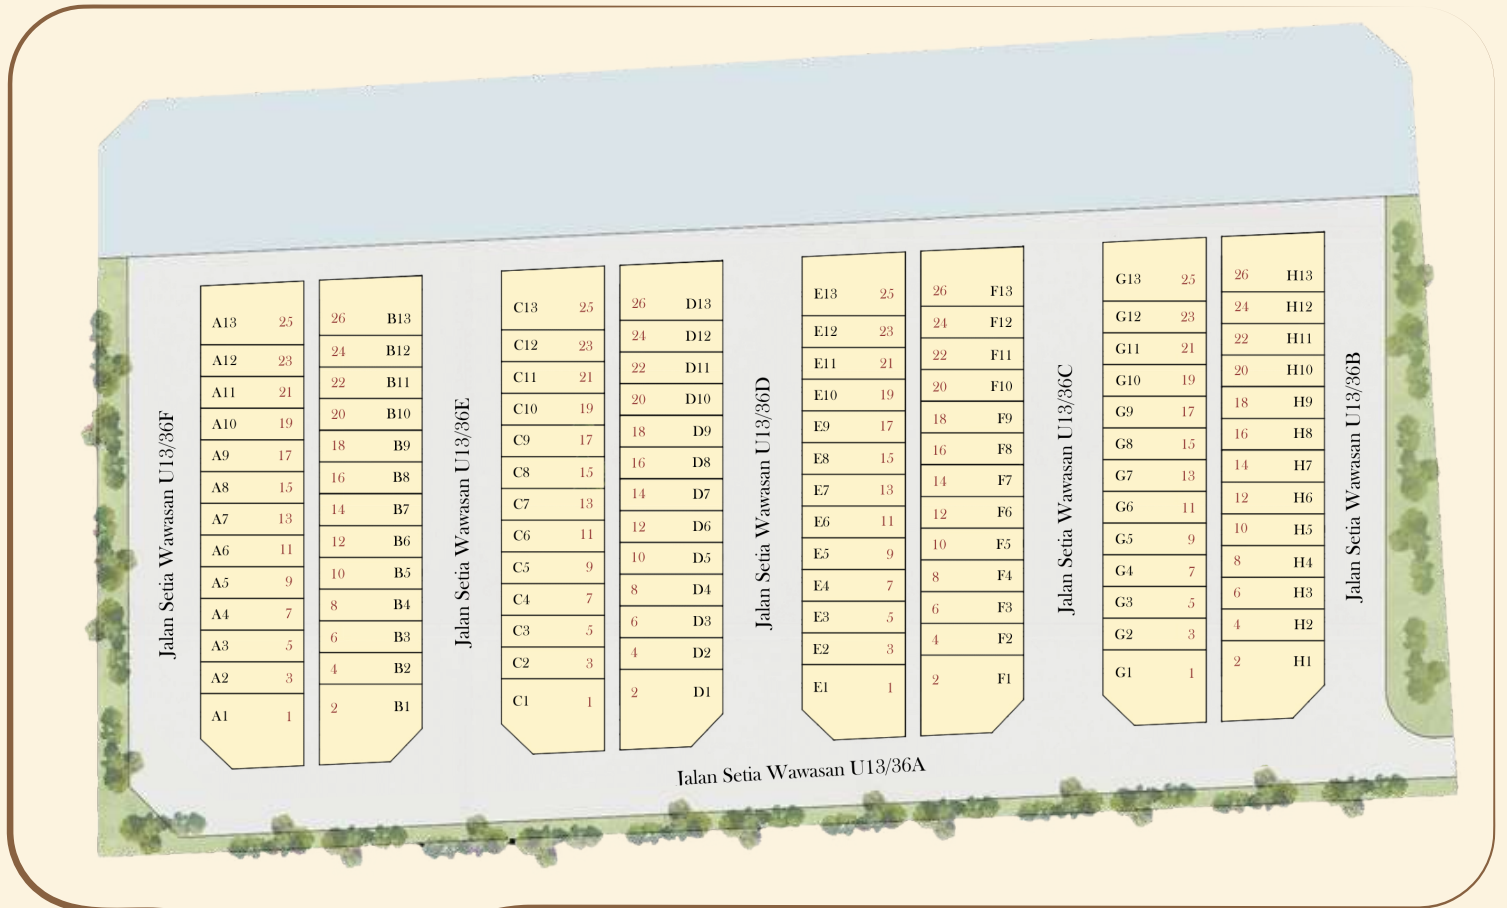 A13 25
A12 23
A11 21
A10 19
A9 17
A8 15
A7 13
A6 11
A5 9
A4 7
A3 5
A2 3
A1 1
26 B13
24 B12
22 B11
20 B10
18 B9
16 B8
14 B7
12 B6
10 B5
8 B4
6 B3
4 B2
2 B1
C13 25
C12 23
C11 21
C10 19
C9 17
C8 15
C7 13
C6 11
C5 9
C4 7
C3 5
C2 3
C1 1
26 D13
24 D12
22 D11
20 D10
18 D9
16 D8
14 D7
12 D6
10 D5
8 D4
6 D3
4 D2
2 D1
E13 25
E12 23
E11 21
E10 19
E9 17
E8 15
E7 13
E6 11
E5 9
E4 7
E3 5
E2 3
E1 1
26 F13
24 F12
22 F11
20 F10
18 F9
16 F8
14 F7
12 F6
10 F5
8 F4
6 F3
4 F2
2 F1
G13 25
G12 23
G11 21
G10 19
G9 17
G8 15
G7 13
G6 11
G5 9
G4 7
G3 5
G2 3
G1 1
26 H13
24 H12
22 H11
20 H10
18 H9
16 H8
14 H7
12 H6
10 H5
8 H4
6 H3
4 H2
2 H1
Jalan Setia Wawasan U13/36F
Jalan Setia Wawasan U13/36E
Jalan Setia Wawasan U13/36D
Jalan Setia Wawasan U13/36C
Jalan Setia Wawasan U13/36B
Jalan Setia Wawasan U13/36A